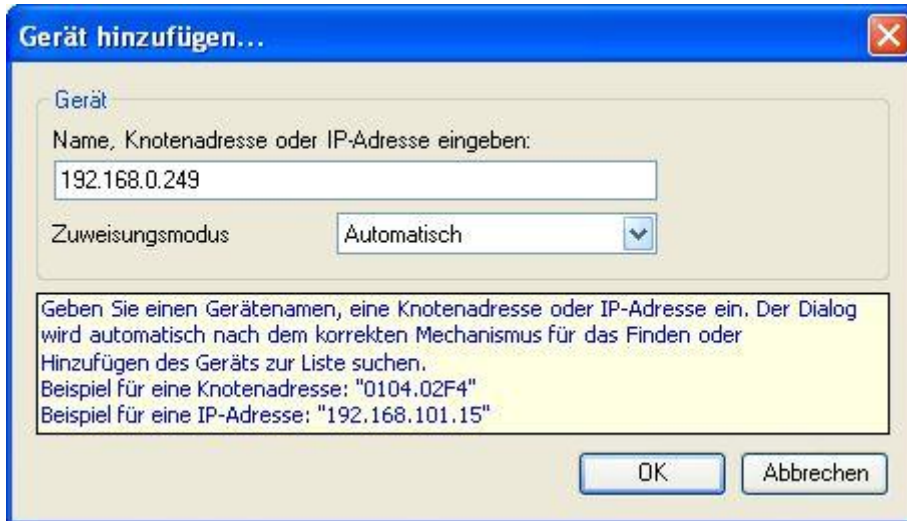 Gerät hinzufügen...
Gerät
Name, Knotenadresse oder IP-Adresse eingeben:
192.168.0.249
Zuweisungsmodus
Automatisch
Geben Sie einen Gerätenamen, eine Knotenadresse oder IP-Adresse ein. Der Dialog
wird automatisch nach dem korrekten Mechanismus für das Finden oder
Hinzufügen des Geräts zur Liste suchen.
Beispiel für eine Knotenadresse: "0104.02F4"
Beispiel für eine IP-Adresse: "192.168.101.15"
OK
Abbrechen